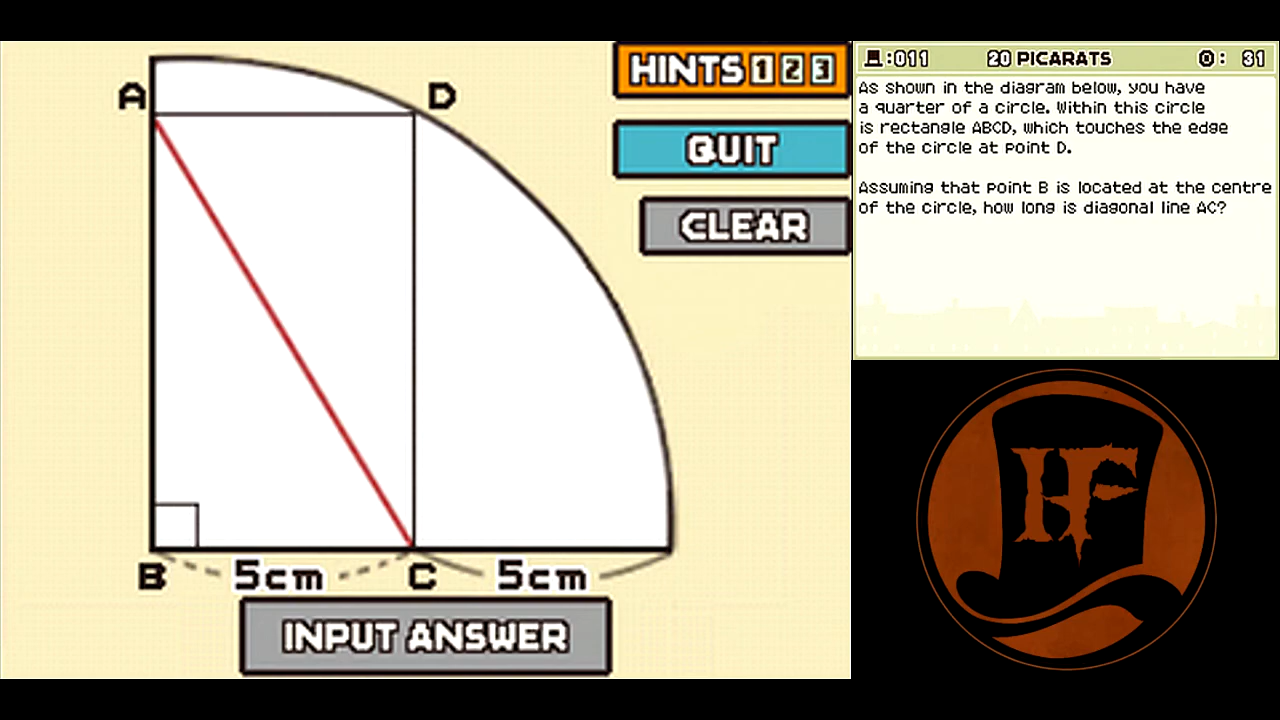 HINTS 1 2 3
A
D
QUIT
CLEAR
B
5cm
C
5cm
INPUT ANSWER
:011 20 PICARATS : 31
As shown in the diagram below, you have
a quarter of a circle. Within this circle
is rectangle ABCD, which touches the edge
of the circle at point D.
Assuming that point B is located at the centre
of the circle, how long is diagonal line AC?
HF